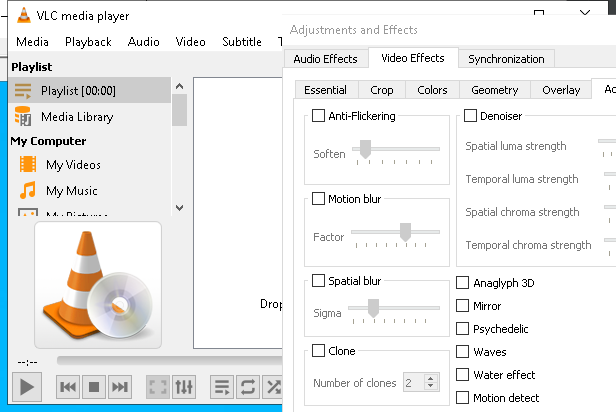 VLC media player
Media Playback Audio Video Subtitle T
Playlist
Playlist [00:00]
Media Library
My Computer
My Videos
My Music
My Pictures
Drop
--:--
Adjustments and Effects
Audio Effects Video Effects Synchronization
Essential Crop Colors Geometry Overlay
Anti-Flickering
Soften
Motion blur
Factor
Spatial blur
Sigma
Clone
Number of clones 2
Denoiser
Spatial luma strength
Temporal luma strength
Spatial chroma strength
Temporal chroma strength
Anaglyph 3D
Mirror
Psychedelic
Waves
Water effect
Motion detect